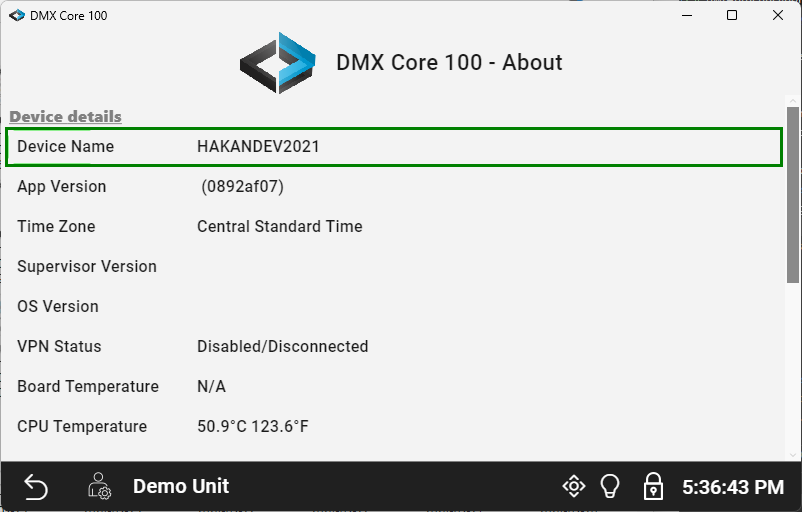 DMX Core 100
DMX Core 100 - About
Device details
Device Name HAKANDEV2021
App Version (0892af07)
Time Zone Central Standard Time
Supervisor Version
OS Version
VPN Status Disabled/Disconnected
Board Temperature N/A
CPU Temperature 50.9°C 123.6°F
Demo Unit 5:36:43 PM